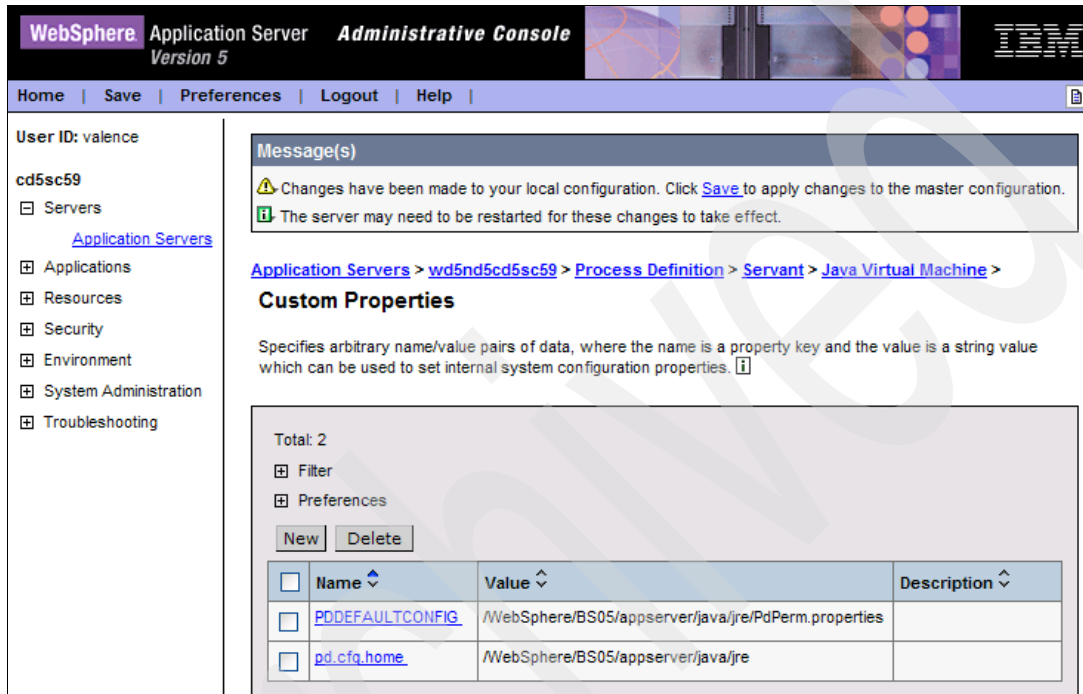 WebSphere. Application Server Administrative Console
Version 5
IBM
Home | Save | Preferences | Logout | Help |
User ID: valence
cd5sc59
Servers
Application Servers
Applications
Resources
Security
Environment
System Administration
Troubleshooting
Message(s)
Changes have been made to your local configuration. Click Save to apply changes to the master configuration.
The server may need to be restarted for these changes to take effect.
Application Servers > wd5nd5cd5sc59 > Process Definition > Servant > Java Virtual Machine >
Custom Properties
Specifies arbitrary name/value pairs of data, where the name is a property key and the value is a string value
which can be used to set internal system configuration properties. i
Total: 2
Filter
Preferences
New Delete
Name Value Description
PDDEFAULTCONFIG /WebSphere/BS05/appserver/java/jre/PdPerm.properties
pd.cfg.home /WebSphere/BS05/appserver/java/jre